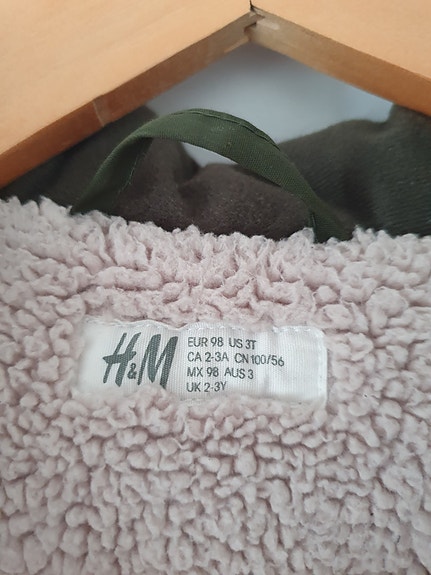 H&M
EUR 98 US 3T
CA 2-3A CN 100/56
MX 98 AUS 3
UK 2-3Y